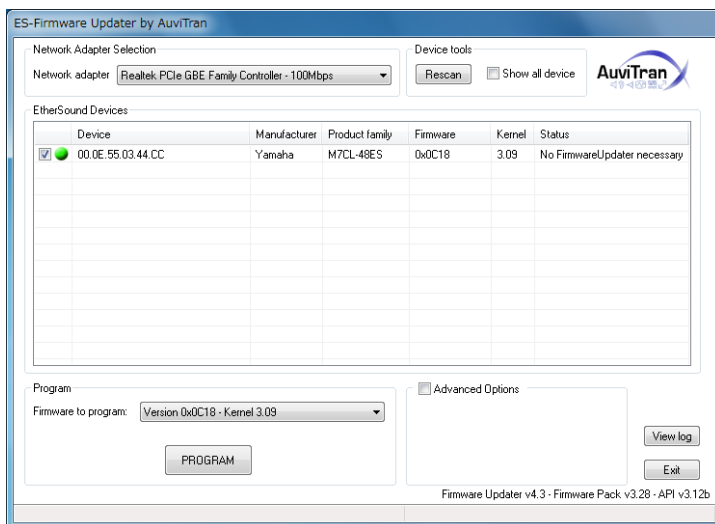 ES-Firmware Updater by AuviTran
Network Adapter Selection
Network adapter Realtek PCIe GBE Family Controller - 100Mbps
Device tools
Rescan Show all device
AuviTran
EtherSound Devices
Device Manufacturer Product family Firmware Kernel Status
00.0E.55.03.44.CC Yamaha M7CL-48ES 0x0C18 3.09 No FirmwareUpdater necessary
Program
Firmware to program: Version 0x0C18 - Kernel 3.09
PROGRAM
Advanced Options
View log
Exit
Firmware Updater v4.3 - Firmware Pack v3.28 - API v3.12b